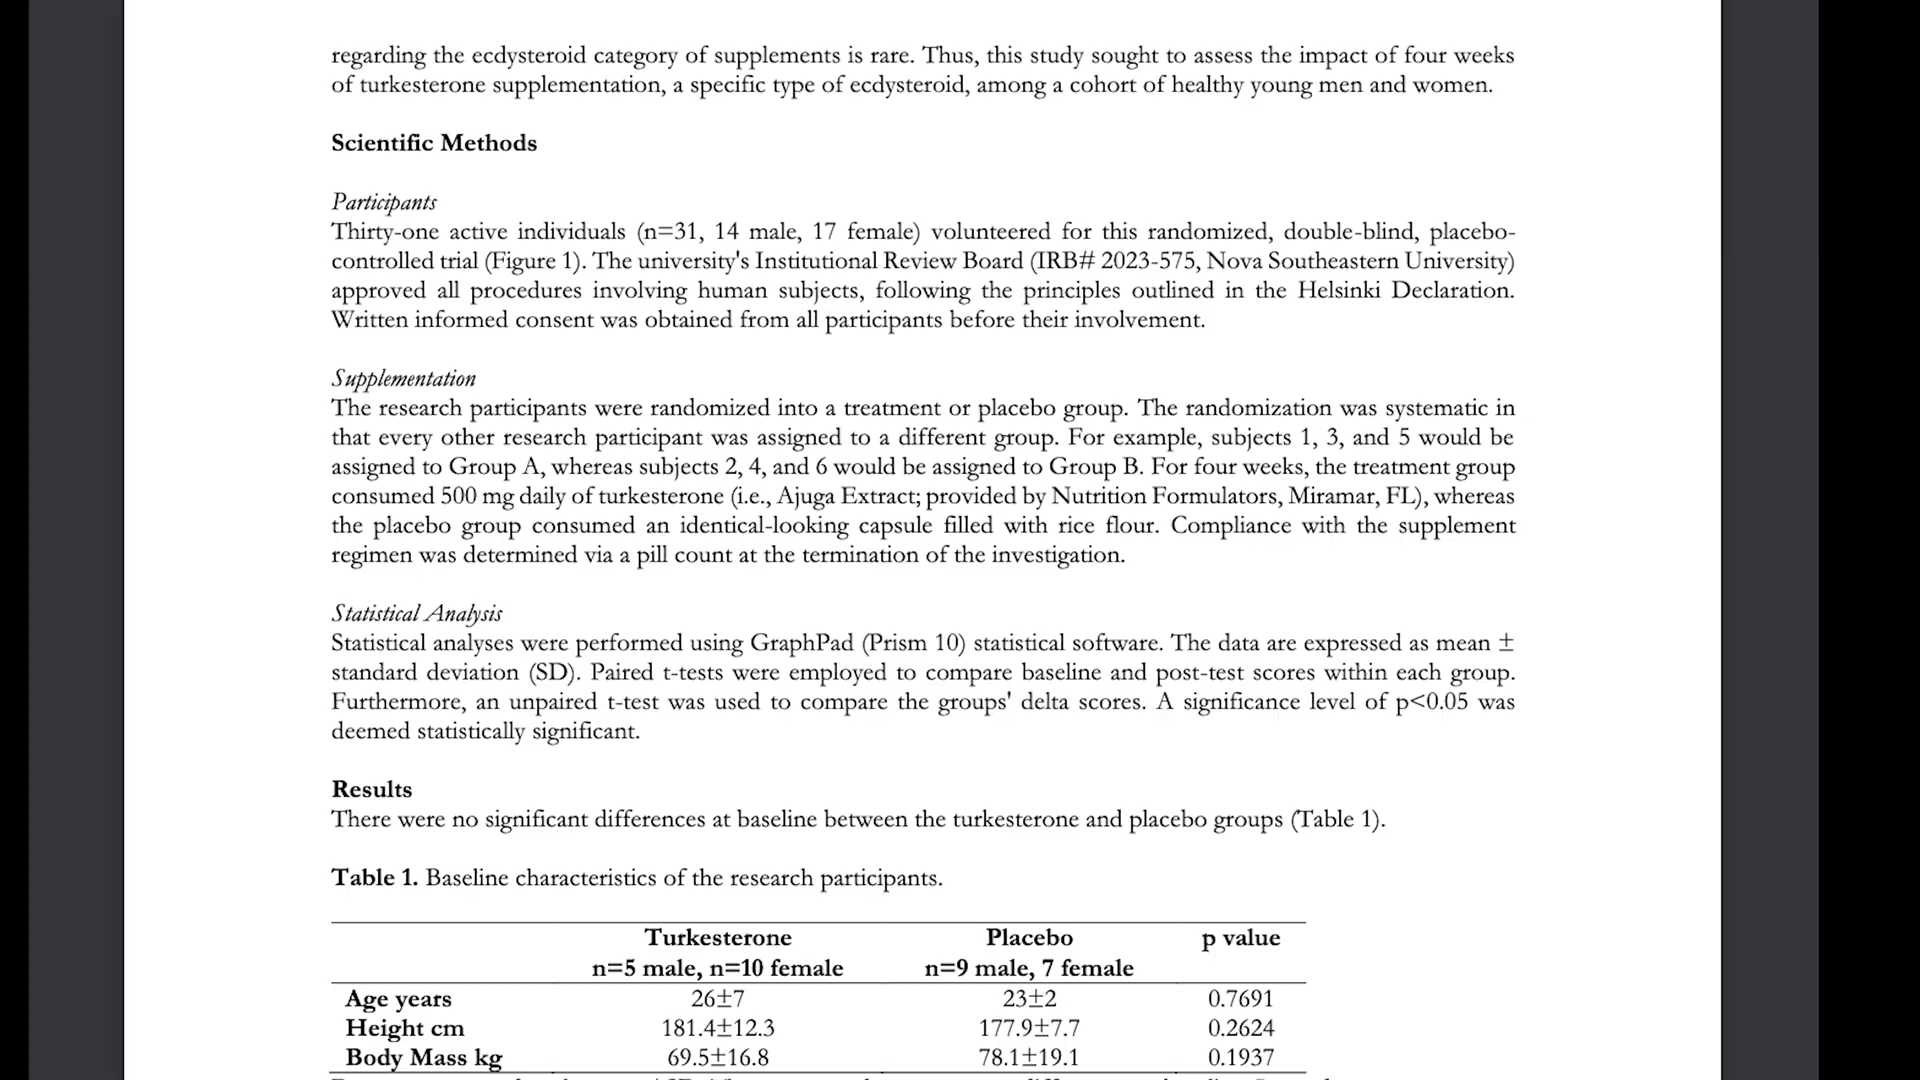 regarding the ecdysteroid category of supplements is rare. Thus, this study sought to assess the impact of four weeks
of turkesterone supplementation, a specific type of ecdysteroid, among a cohort of healthy young men and women.
Scientific Methods
Participants
Thirty-one active individuals (n=31, 14 male, 17 female) volunteered for this randomized, double-blind, placebo-
controlled trial (Figure 1). The university's Institutional Review Board (IRB# 2023-575, Nova Southeastern University)
approved all procedures involving human subjects, following the principles outlined in the Helsinki Declaration.
Written informed consent was obtained from all participants before their involvement.
Supplementation
The research participants were randomized into a treatment or placebo group. The randomization was systematic in
that every other research participant was assigned to a different group. For example, subjects 1, 3, and 5 would be
assigned to Group A, whereas subjects 2, 4, and 6 would be assigned to Group B. For four weeks, the treatment group
consumed 500 mg daily of turkesterone (i.e., Ajuga Extract; provided by Nutrition Formulators, Miramar, FL), whereas
the placebo group consumed an identical-looking capsule filled with rice flour. Compliance with the supplement
regimen was determined via a pill count at the termination of the investigation.
Statistical Analysis
Statistical analyses were performed using GraphPad (Prism 10) statistical software. The data are expressed as mean ±
standard deviation (SD). Paired t-tests were employed to compare baseline and post-test scores within each group.
Furthermore, an unpaired t-test was used to compare the groups' delta scores. A significance level of p<0.05 was
deemed statistically significant.
Results
There were no significant differences at baseline between the turkesterone and placebo groups (Table 1).
Table 1. Baseline characteristics of the research participants.
Turkesterone Placebo p value
n=5 male, n=10 female n=9 male, 7 female
Age years 26±7 23±2 0.7691
Height cm 181.4±12.3 177.9±7.7 0.2624
Body Mass kg 69.5±16.8 78.1±19.1 0.1937